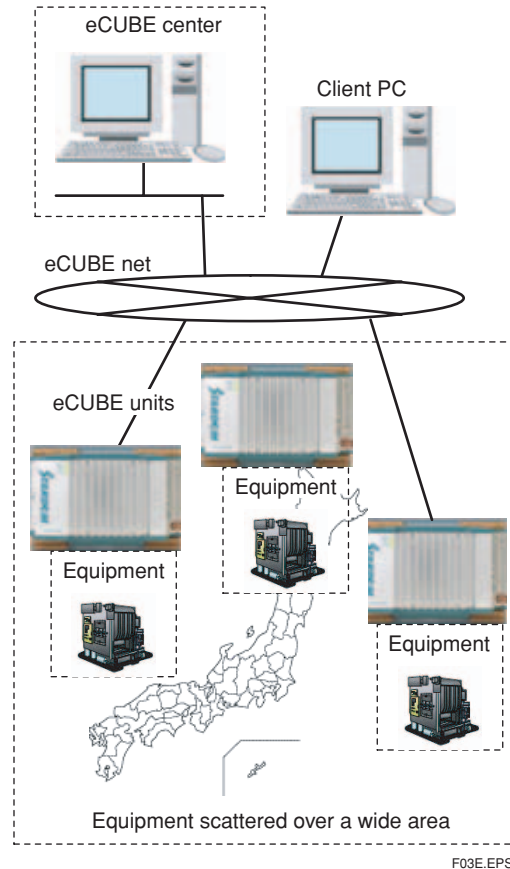 eCUBE center
Client PC
eCUBE net
eCUBE units
Equipment
Equipment
Equipment
Equipment scattered over a wide area
F03E.EPS